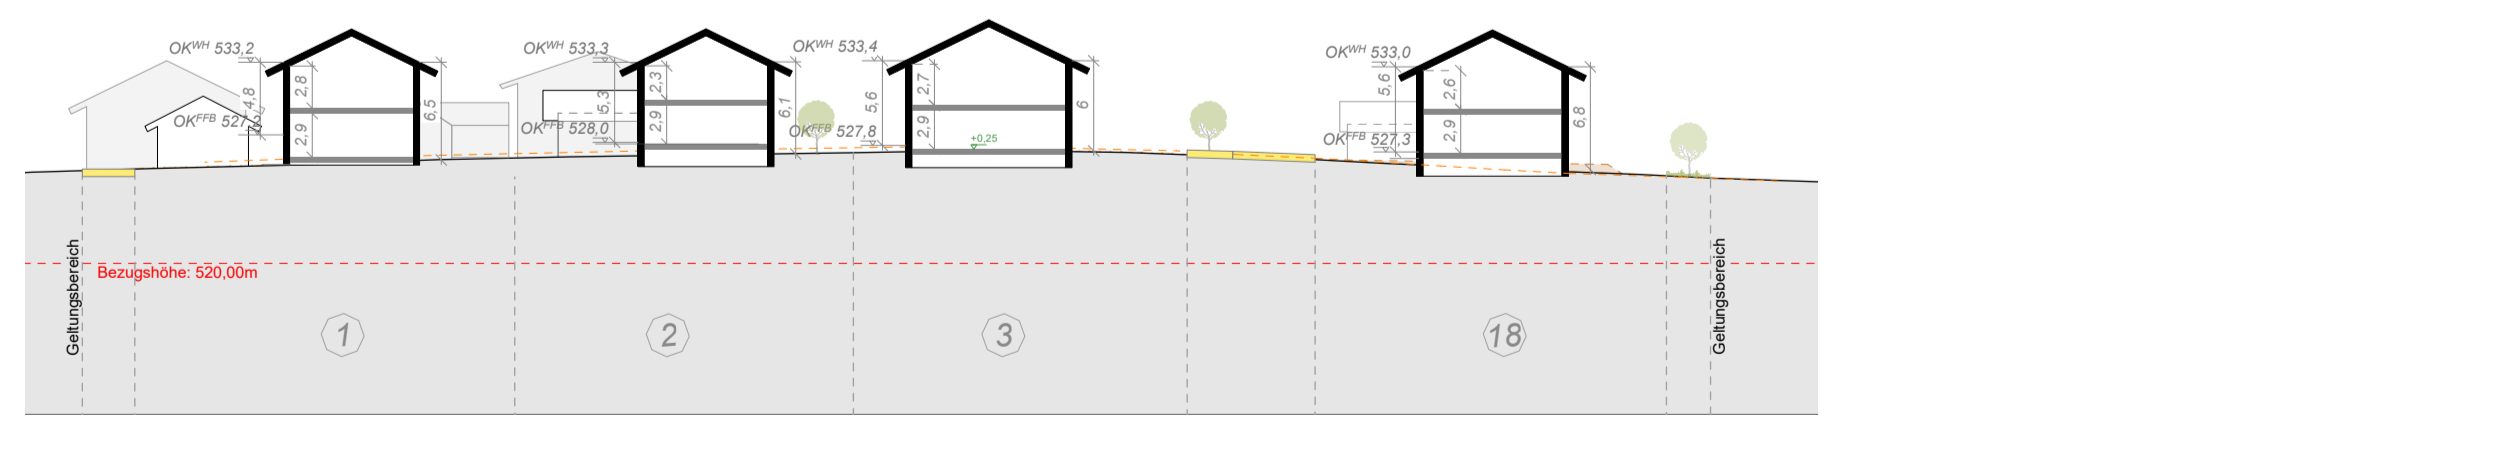 OKWH 533,2
2,8
4,8
OKFFB
2,9
6,5
OKWH 533,3
2,3
5,3
OKFFB 528,0
2,9
6,1
OKWH 533,4
2,7
5,6
OKFFB 527,8
2,9
+0,25
6
OKWH 533,0
5,6
2,6
OKFFB 527,3
2,9
6,8
Geltungsbereich
Bezugshöhe: 520,00m
Geltungsbereich
1
2
3
18